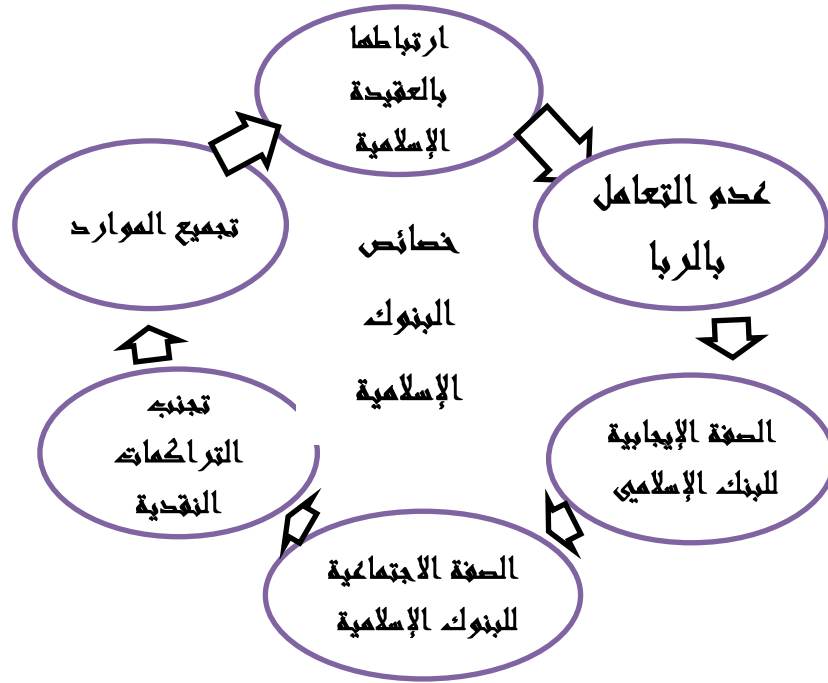 ارتباطها
بالعقيدة
الإسلامية
عدم التعامل
بالربا
الصفة الإيجابية
للبنك الإسلامي
الصفة الاجتماعية
للبنوك الإسلامية
تجنب
التراكمات
النقدية
تجميع الموارد
خصائص
البنوك
الإسلامية